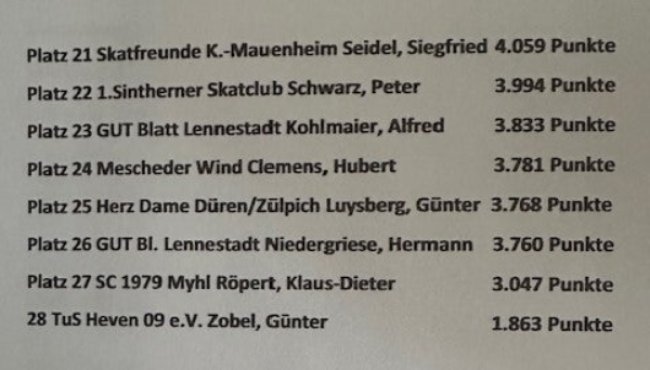 Platz 21 Skatfreunde K.-Mauenheim Seidel, Siegfried 4.059 Punkte
Platz 22 1.Sintherner Skatclub Schwarz, Peter 3.994 Punkte
Platz 23 GUT Blatt Lennestadt Kohlmaier, Alfred 3.833 Punkte
Platz 24 Mescheder Wind Clemens, Hubert 3.781 Punkte
Platz 25 Herz Dame Düren/Zülpich Luysberg, Günter 3.768 Punkte
Platz 26 GUT Bl. Lennestadt Niedergriese, Hermann 3.760 Punkte
Platz 27 SC 1979 Myhl Röpert, Klaus-Dieter 3.047 Punkte
28 TuS Heven 09 e.V. Zobel, Günter 1.863 Punkte